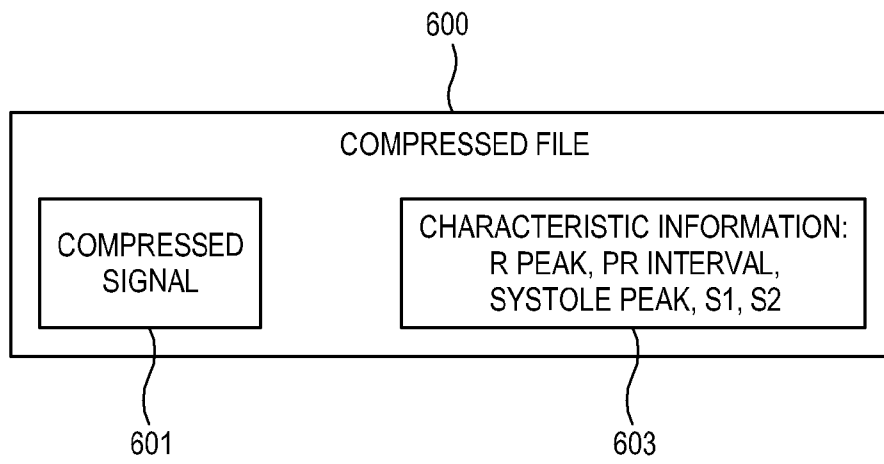 600
COMPRESSED FILE
COMPRESSED
SIGNAL
CHARACTERISTIC INFORMATION:
R PEAK, PR INTERVAL,
SYSTOLE PEAK, S1, S2
601
603